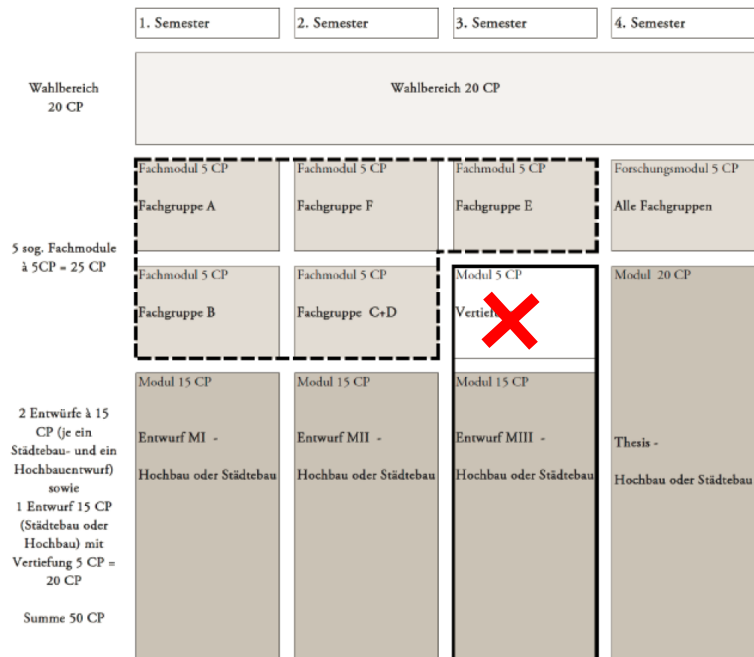 1. Semester
2. Semester
3. Semester
4. Semester
Wahlbereich
20 CP
Wahlbereich 20 CP
5 sog. Fachmodule
à 5CP = 25 CP
Fachmodul 5 CP
Fachgruppe A
Fachmodul 5 CP
Fachgruppe F
Fachmodul 5 CP
Fachgruppe E
Forschungsmodul 5 CP
Alle Fachgruppen
Fachmodul 5 CP
Fachgruppe B
Fachmodul 5 CP
Fachgruppe C+D
Modul 5 CP
Modul 20 CP
Thesis -
Hochbau oder Städtebau
2 Entwürfe à 15
CP (je ein
Städtebau- und ein
Hochbauentwurf)
sowie
1 Entwurf 15 CP
(Städtebau oder
Hochbau) mit
Vertiefung 5 CP =
20 CP
Summe 50 CP
Modul 15 CP
Entwurf MI -
Hochbau oder Städtebau
Modul 15 CP
Entwurf MII -
Hochbau oder Städtebau
Modul 15 CP
Entwurf MIII -
Hochbau oder Städtebau